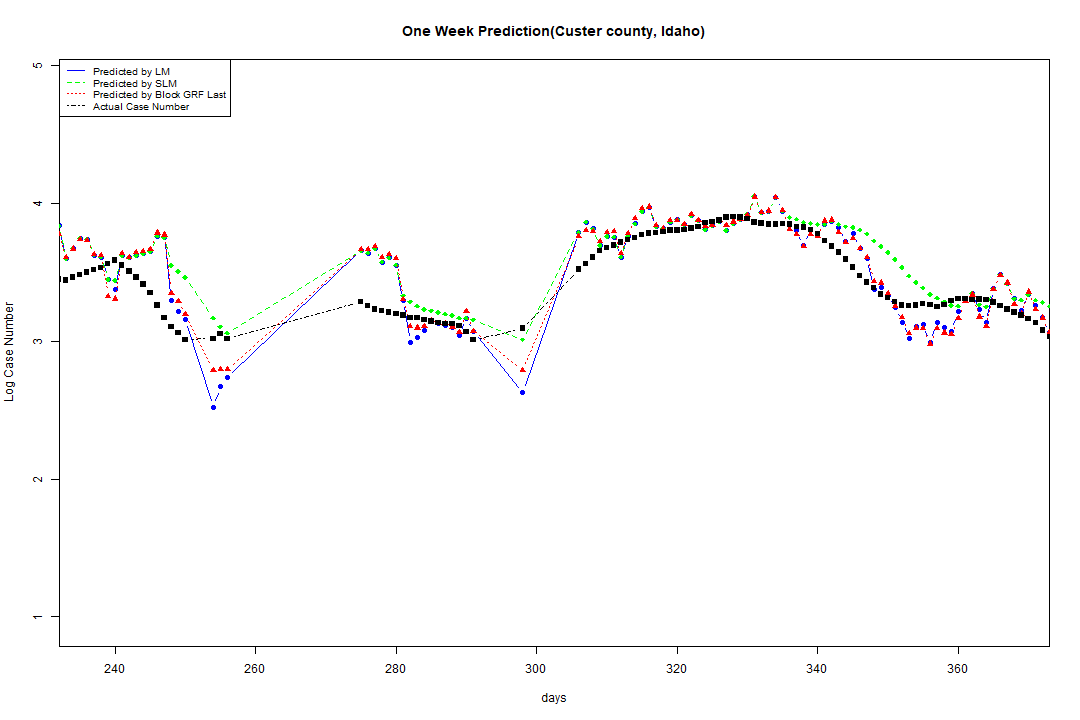 One Week Prediction(Custer county, Idaho)
Predicted by LM
Predicted by SLM
Predicted by Block GRF Last
Actual Case Number
Log Case Number
5
4
3
2
1
240 260 280 300 320 340 360
days